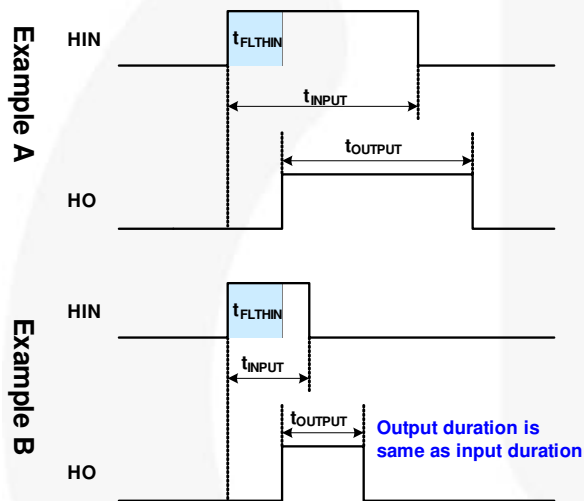 Example A
HIN
tFLTHIN
tINPUT
tOUTPUT
HO
Example B
HIN
tFLTHIN
tINPUT
tOUTPUT
Output duration is
same as input duration
HO